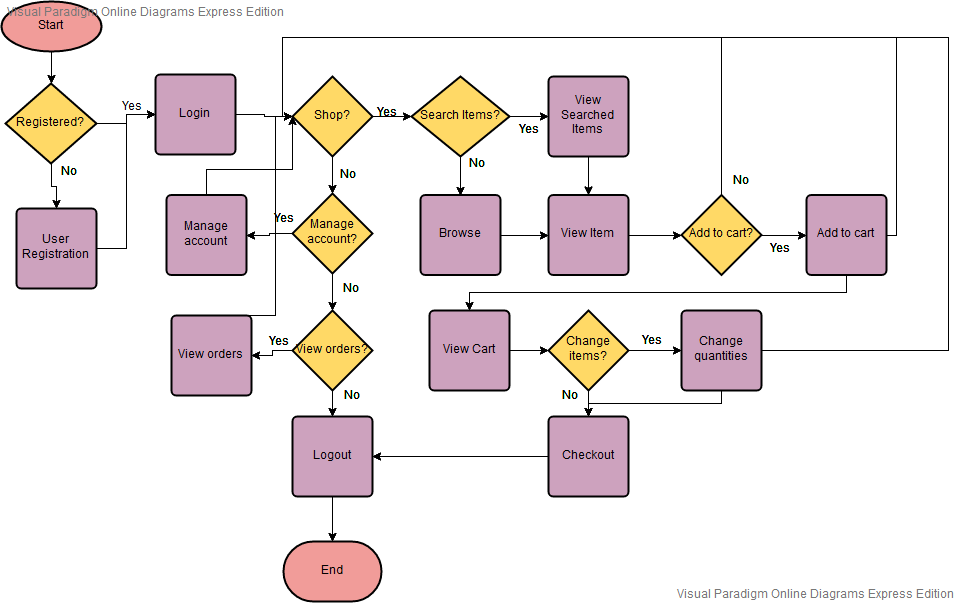 Visual Paradigm Online Diagrams Express Edition
Start
Registered?
Yes
No
User
Registration
Login
Shop?
Yes
No
Search Items?
Yes
No
View
Searched
Items
Manage
account
Yes
Manage
account?
No
Browse
View Item
Add to cart?
No
Yes
Add to cart
View orders
Yes
View orders?
No
View Cart
Change
items?
Yes
No
Change
quantities
Logout
Checkout
End
Visual Paradigm Online Diagrams Express Edition